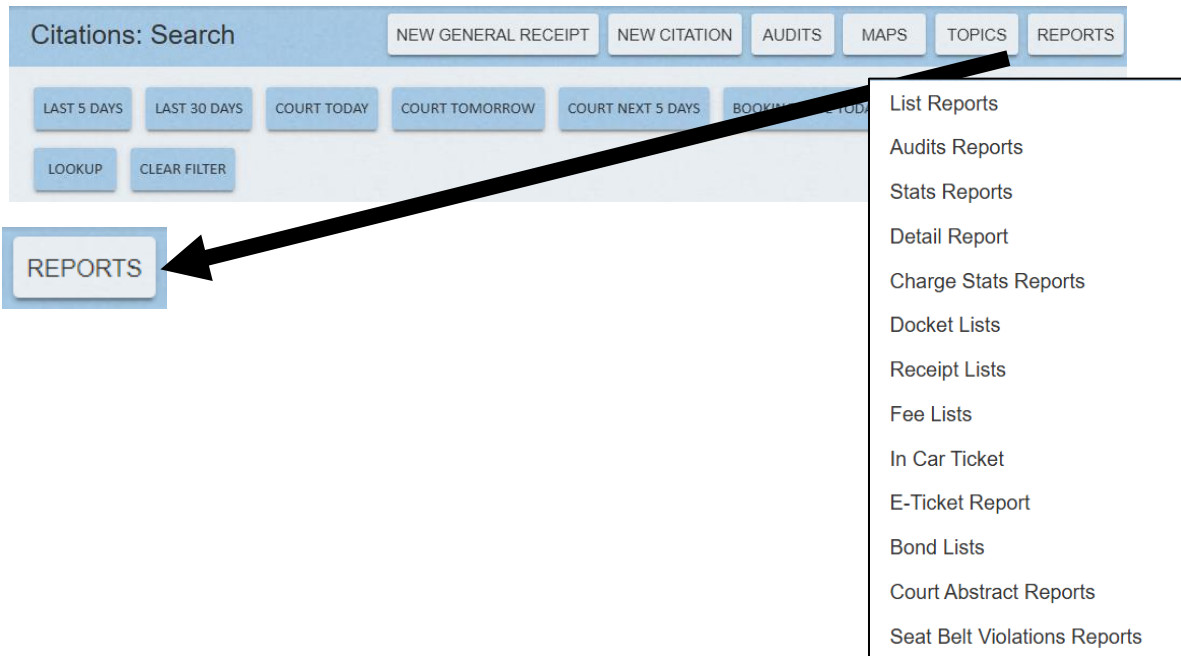 Citations: Search
NEW GENERAL RECEIPT NEW CITATION AUDITS MAPS TOPICS REPORTS
LAST 5 DAYS LAST 30 DAYS COURT TODAY COURT TOMORROW COURT NEXT 5 DAYS
LOOKUP CLEAR FILTER
REPORTS
List Reports
Audits Reports
Stats Reports
Detail Report
Charge Stats Reports
Docket Lists
Receipt Lists
Fee Lists
In Car Ticket
E-Ticket Report
Bond Lists
Court Abstract Reports
Seat Belt Violations Reports